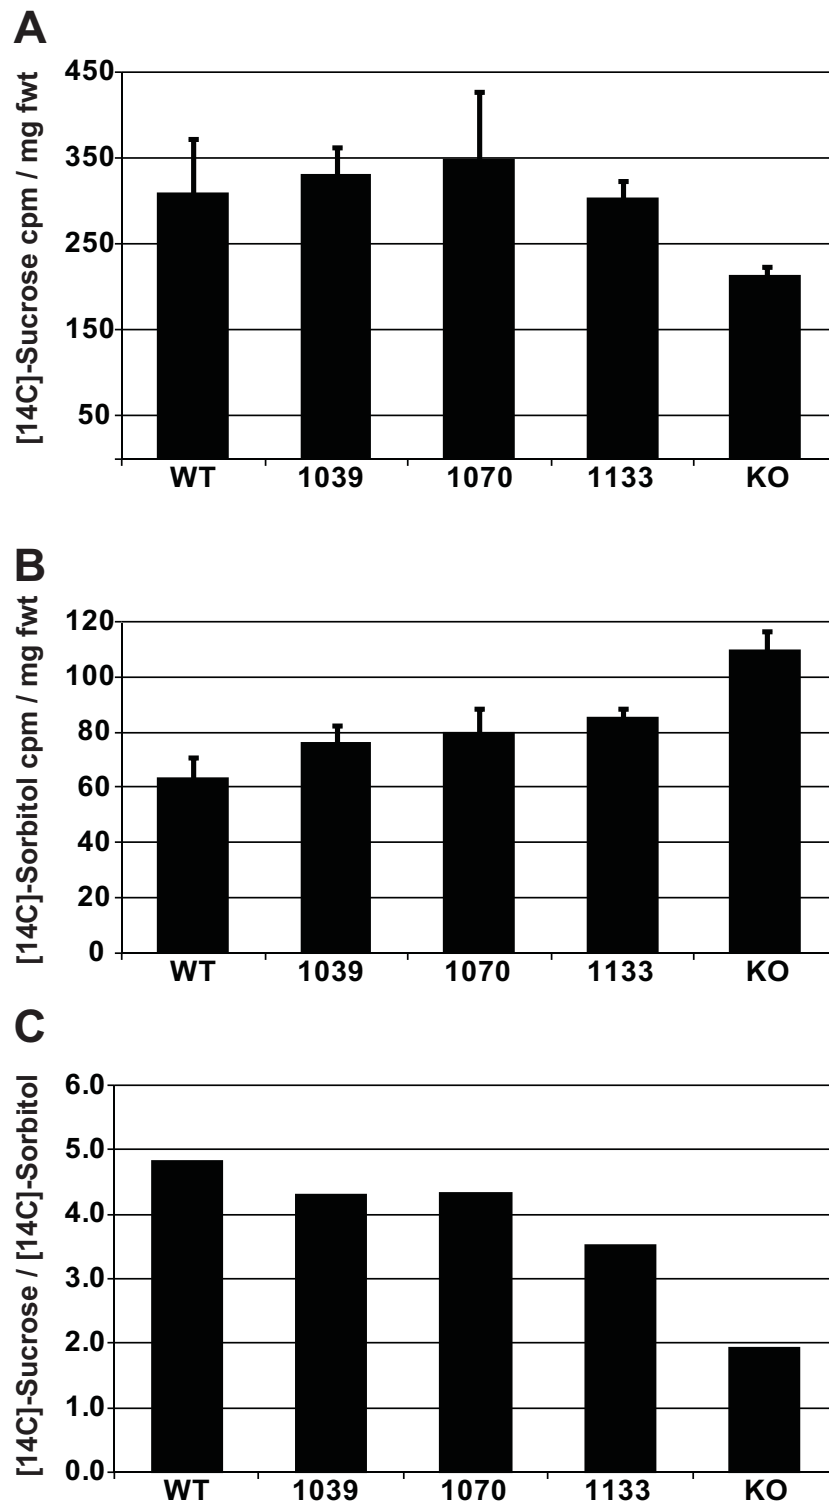 A
[14C]-Sucrose cpm / mg fwt
450
350
250
150
50
WT 1039 1070 1133 KO
B
[14C]-Sorbitol cpm / mg fwt
120
100
80
60
40
20
0
WT 1039 1070 1133 KO
C
[14C]-Sucrose / [14C]-Sorbitol
6.0
5.0
4.0
3.0
2.0
1.0
0.0
WT 1039 1070 1133 KO